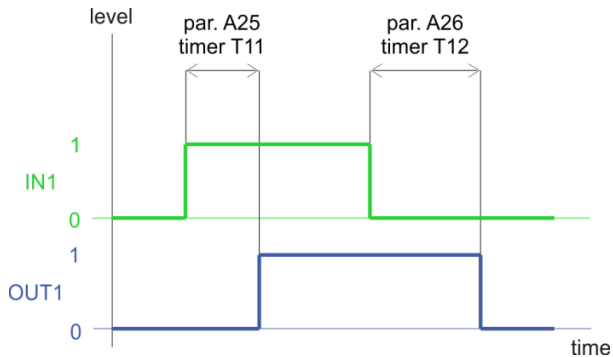 level
par. A25
timer T11
par. A26
timer T12
1
IN1
0
1
OUT1
0
time